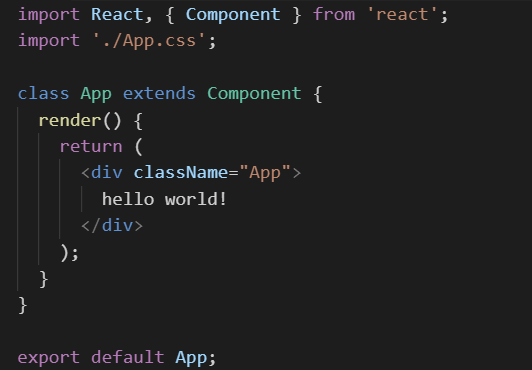 import React, { Component } from 'react';
import './App.css';

class App extends Component {
  render() {
    return (
      <div className="App">
        hello world!
      </div>
    );
  }
}

export default App;